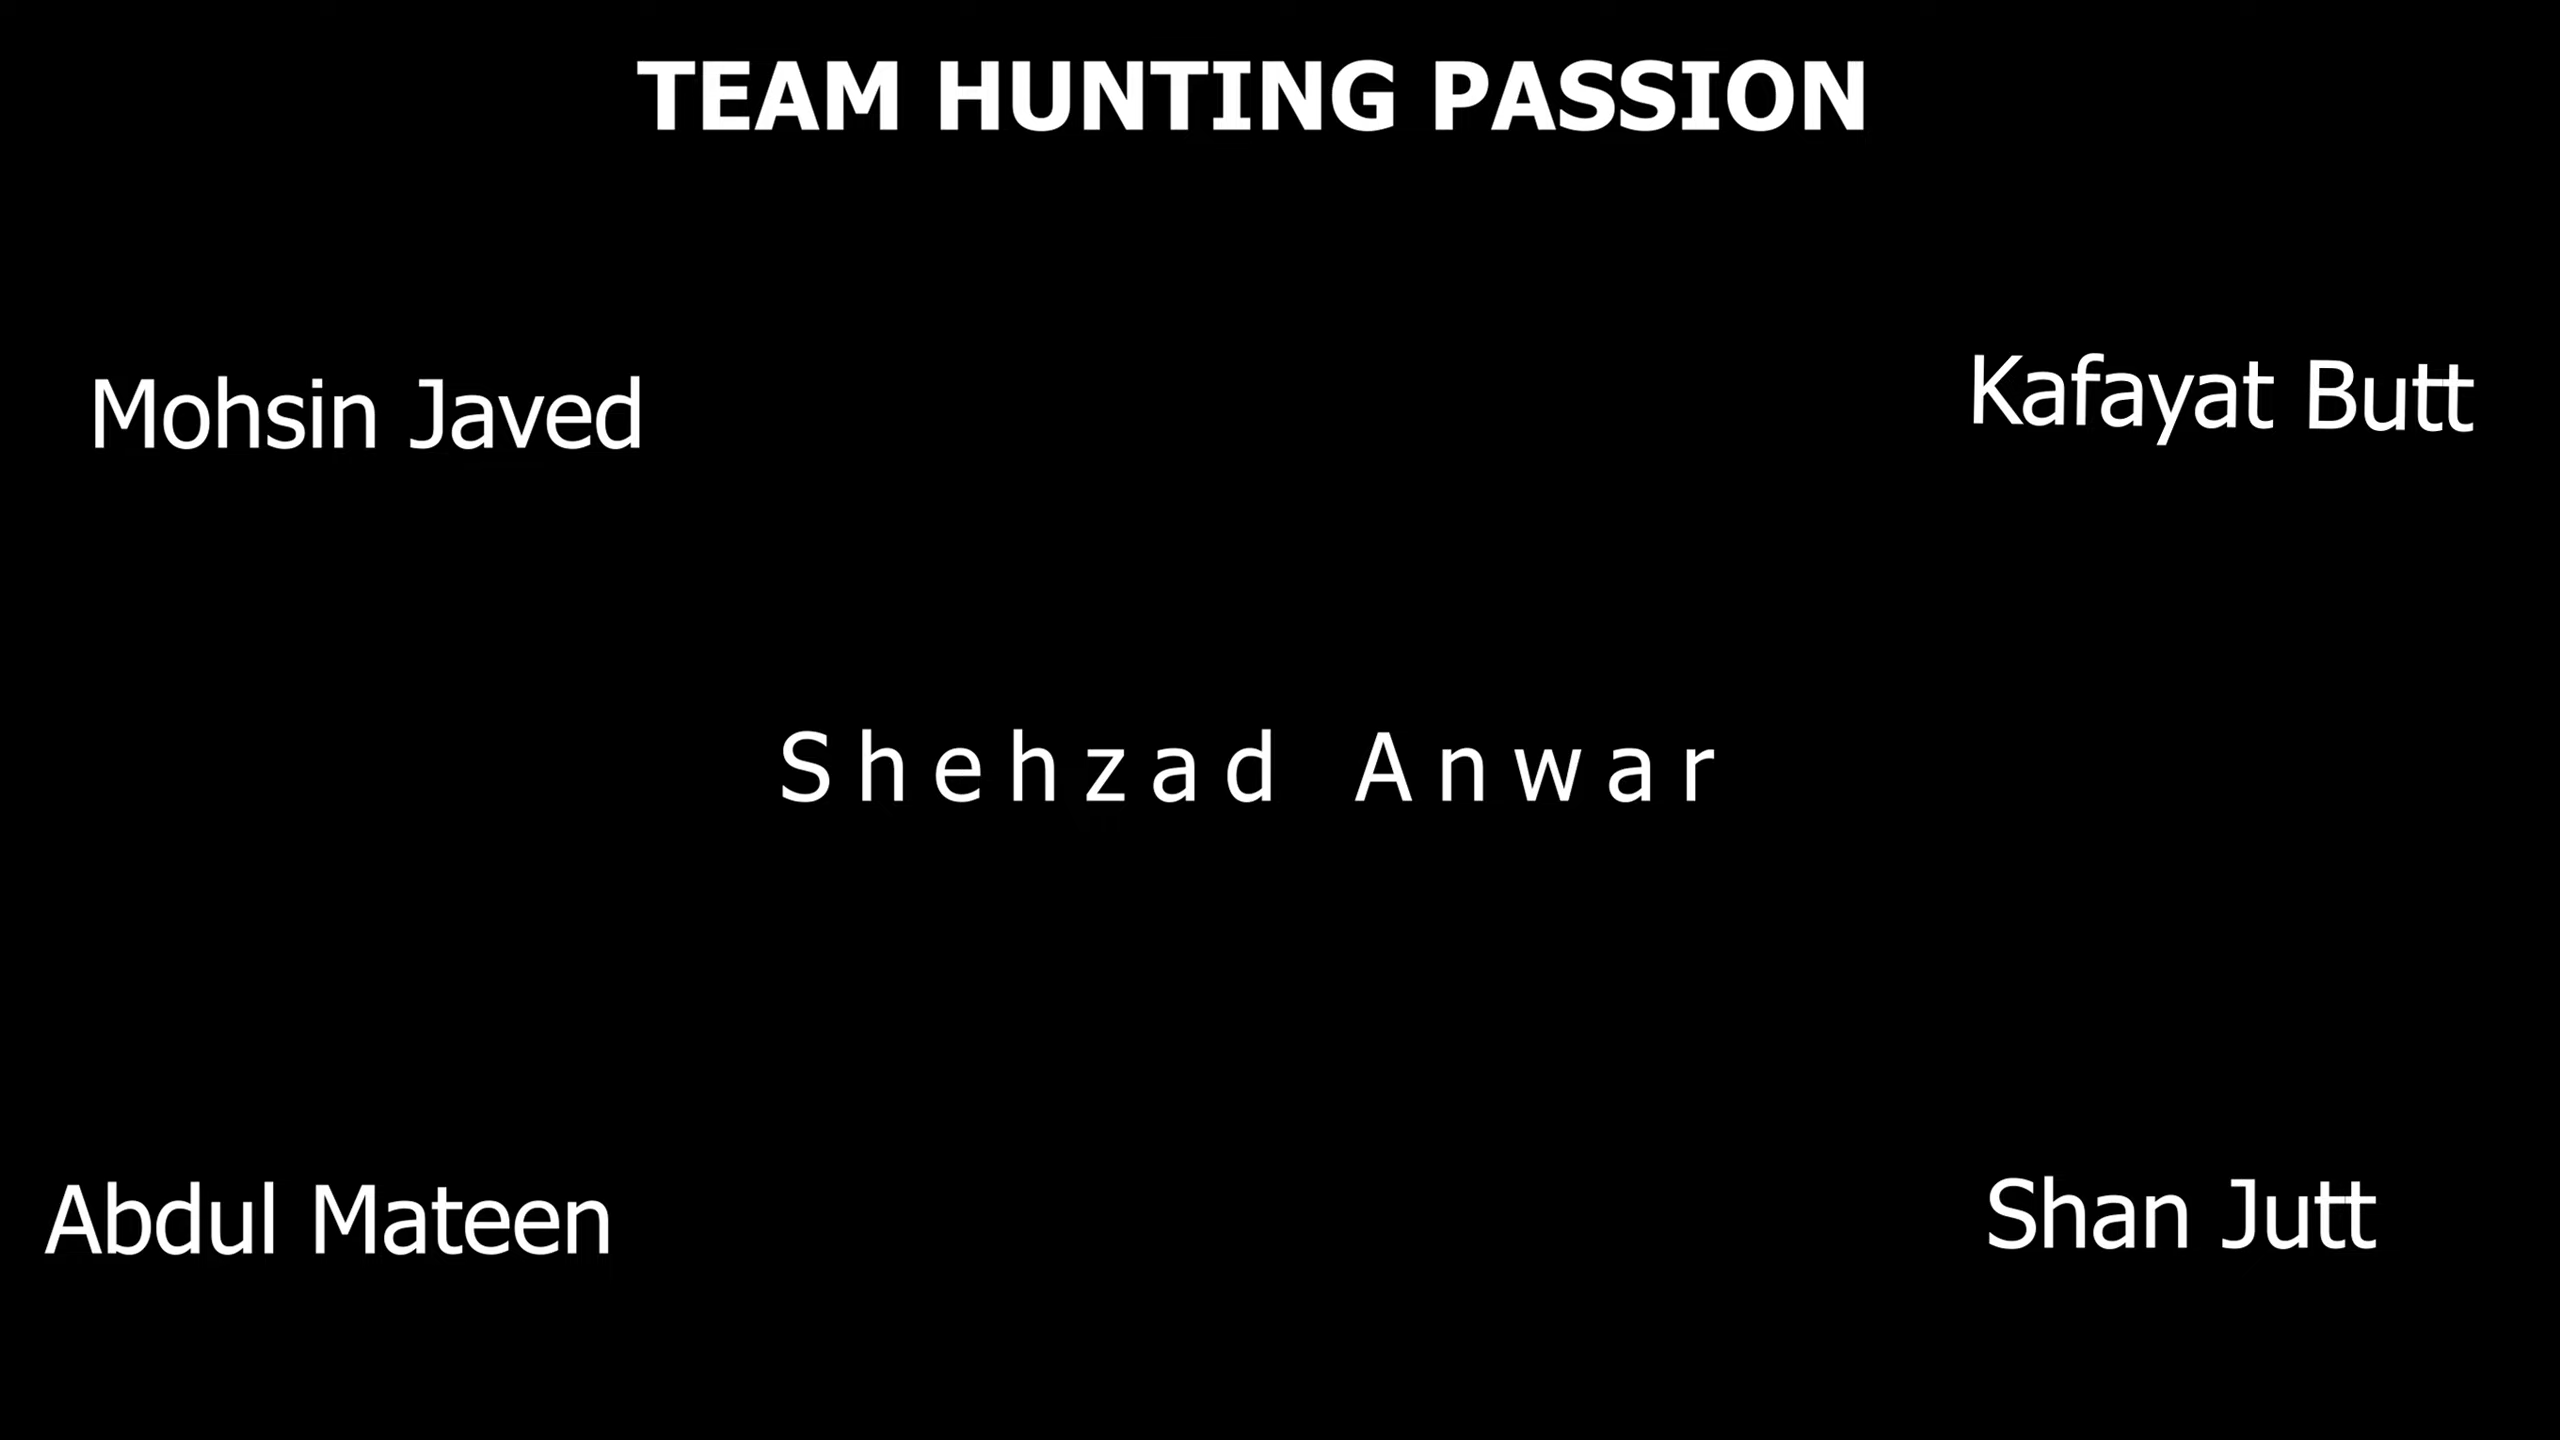 TEAM HUNTING PASSION
Mohsin Javed
Kafayat Butt
Shehzad Anwar
Abdul Mateen
Shan Jutt